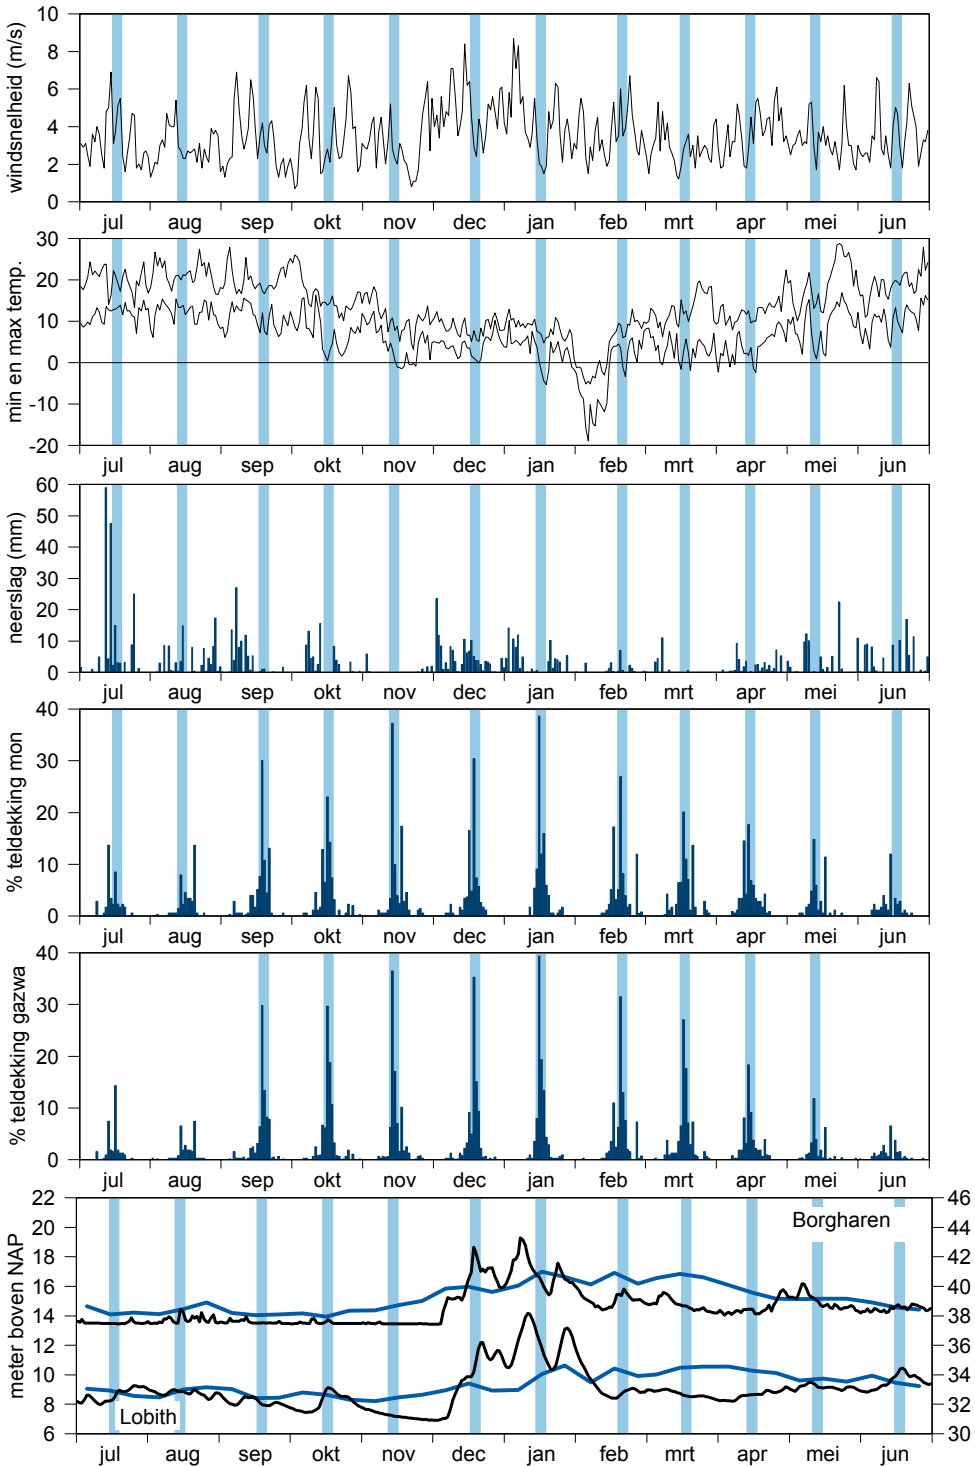 windsnelheid (m/s)
10
8
6
4
2
0
jul aug sep okt nov dec jan feb mrt apr mei jun
min en max temp.
30
20
10
0
-10
-20
jul aug sep okt nov dec jan feb mrt apr mei jun
neerslag (mm)
60
50
40
30
20
10
0
jul aug sep okt nov dec jan feb mrt apr mei jun
% teldekking mon
40
30
20
10
0
jul aug sep okt nov dec jan feb mrt apr mei jun
% teldekking gazwa
40
30
20
10
0
jul aug sep okt nov dec jan feb mrt apr mei jun
meter boven NAP
22 46
20 44
18 42
16 40
14 38
12 36
10 34
8 32
6 30
Borgharen
Lobith
jul aug sep okt nov dec jan feb mrt apr mei jun